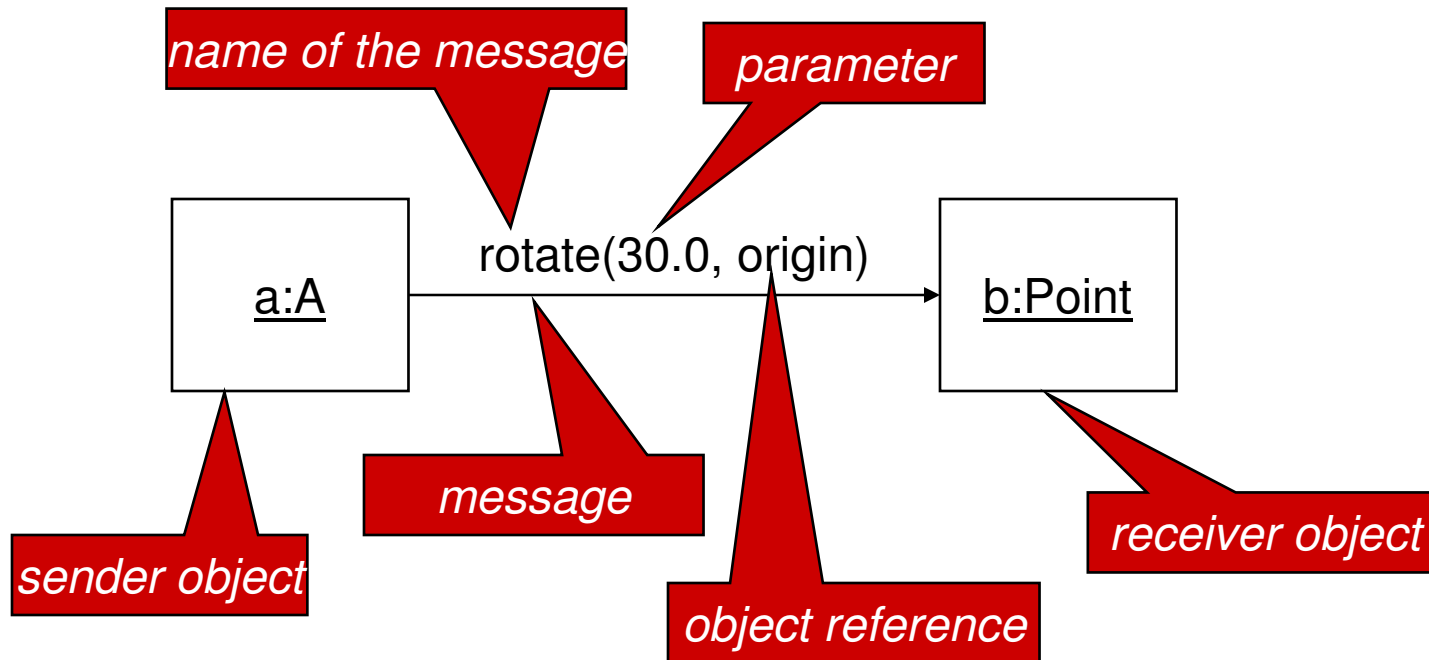 name of the message
parameter
rotate(30.0, origin)
a:A
b:Point
message
receiver object
sender object
object reference